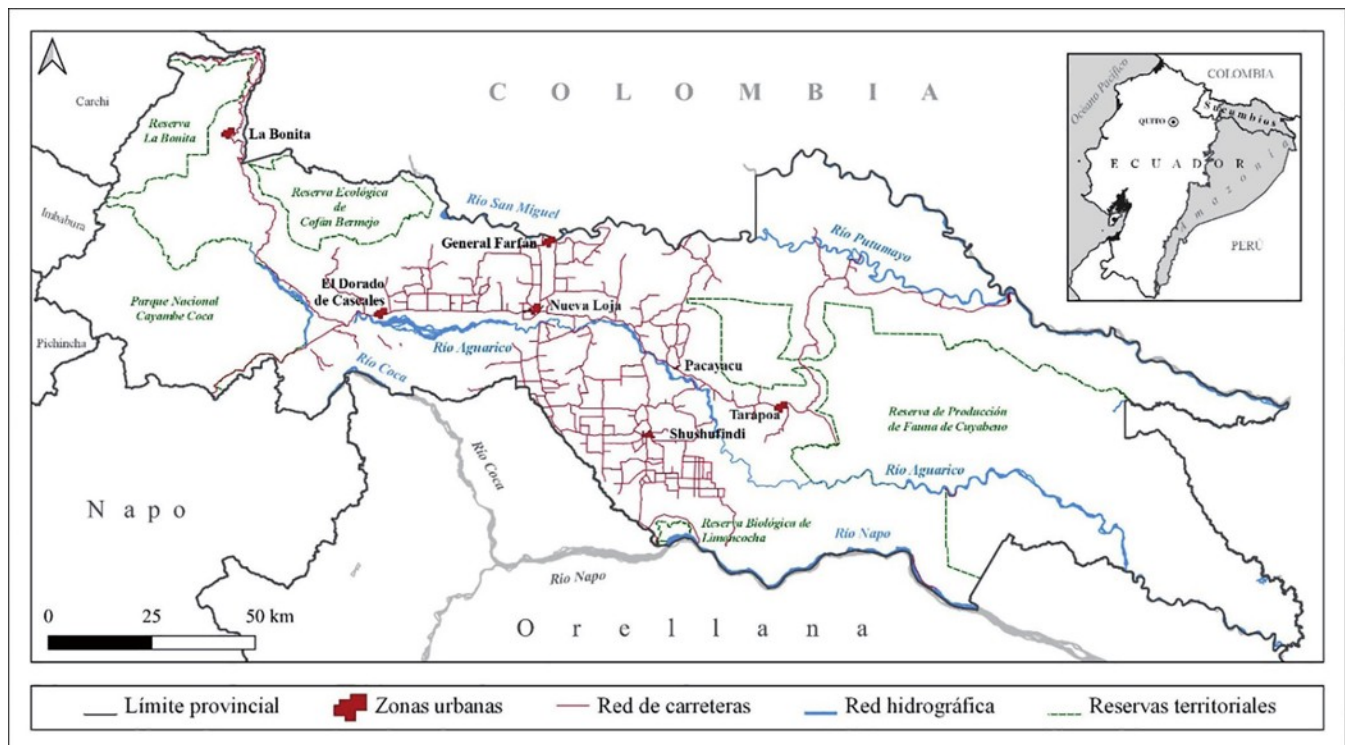 C O L O M B I A
Carchi
Reserva
La Bonita
La Bonita
Imbabura
Reserva Ecológica
de
Cofán Bermejo
Río San Miguel
General Farfán
Río Putumayo
El Dorado
de Cascales
Nueva Loja
Parque Nacional
Cayambe Coca
Pichincha
Río Aguarico
Río Coca
Pacayacu
Tarapoa
Reserva de Producción
de Fauna de Cuyabeno
Shushufindi
Río Coca
Río Aguarico
Napo
Reserva Biológica de
Limoncocha
Río Napo
Río Napo
Orellana
0 25 50 km
Océano Pacífico
COLOMBIA
Sucumbíos
QUITO
ECUADOR
Amazonía
PERÚ
Límite provincial
Zonas urbanas
Red de carreteras
Red hidrográfica
Reservas territoriales